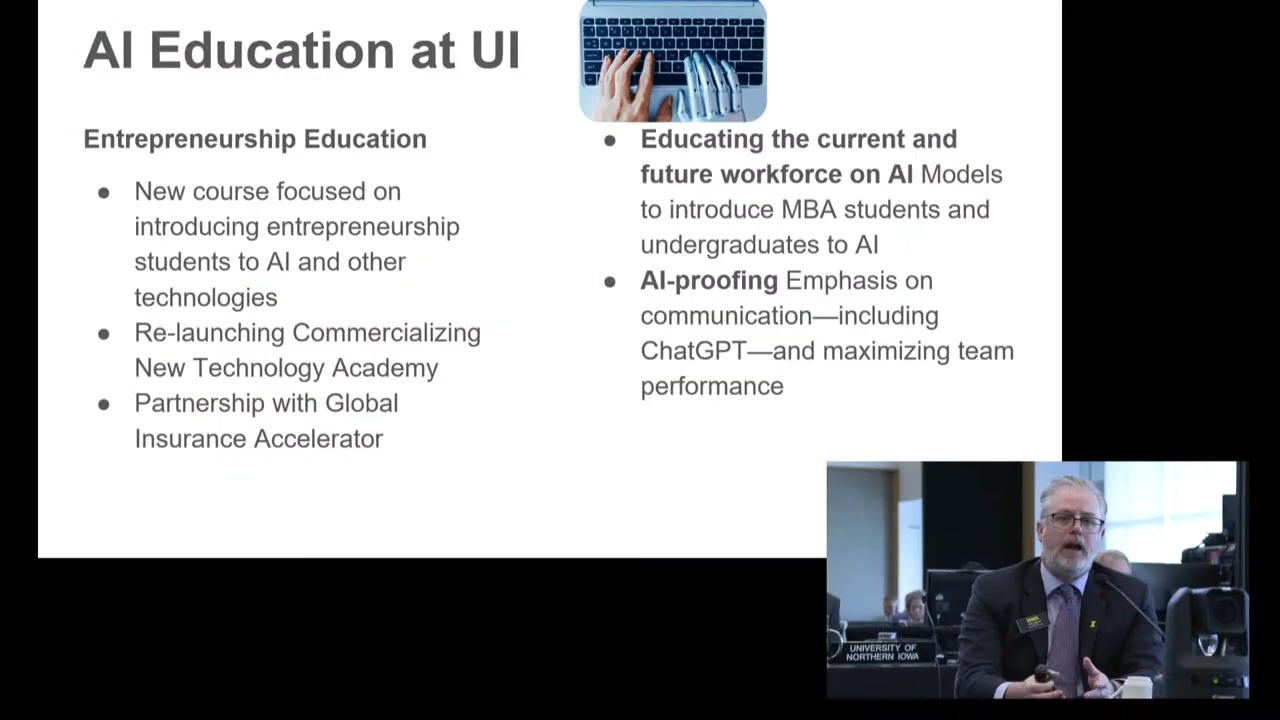 AI Education at UI
Entrepreneurship Education
● New course focused on
introducing entrepreneurship
students to AI and other
technologies
● Re-launching Commercializing
New Technology Academy
● Partnership with Global
Insurance Accelerator
● Educating the current and
future workforce on AI Models
to introduce MBA students and
undergraduates to AI
● AI-proofing Emphasis on
communication—including
ChatGPT—and maximizing team
performance
UNIVERSITY OF
NORTHERN IOWA